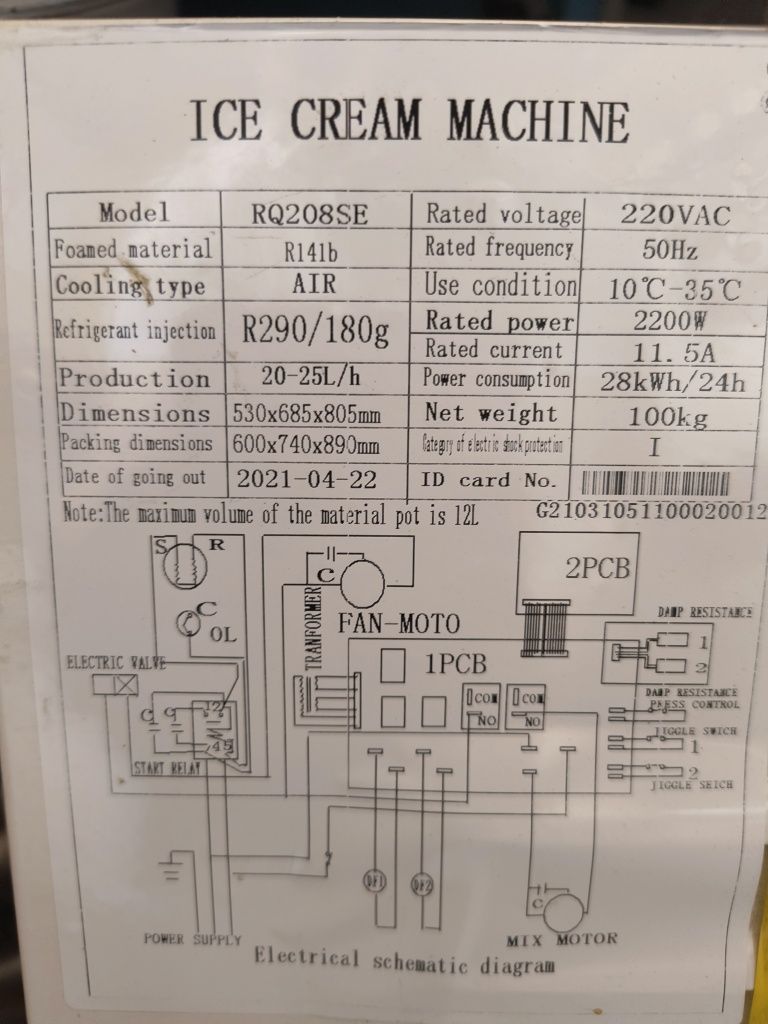 ICE CREAM MACHINE
Model RQ208SE Rated voltage 220VAC
Foamed material R141b Rated frequency 50Hz
Cooling type AIR Use condition 10℃-35℃
Refrigerant injection R290/180g Rated power 2200W
Rated current 11.5A
Production 20-25L/h Power consumption 28kWh/24h
Dimensions 530x685x805mm Net weight 100kg
Packing dimensions 600x740x890mm Category of electric shock protection I
Date of going out 2021-04-22 ID card No.
Note:The maximum volume of the material pot is 12L G21031051100020012
S R
C
OL
C
FAN-MOTO
TRANFORMER
2PCB
1PCB
DAMP RESISTANCE
1
2
ELECTRIC VALVE
C C 12
45
START RELAY
COM
NO
COM
NO
DAMP RESISTANCE
PRESS CONTROL
JIGGLE SWICH
1
2
JIGGLE SEICH
DF1 DF2
C
POWER SUPPLY
MIX MOTOR
Electrical schematic diagram